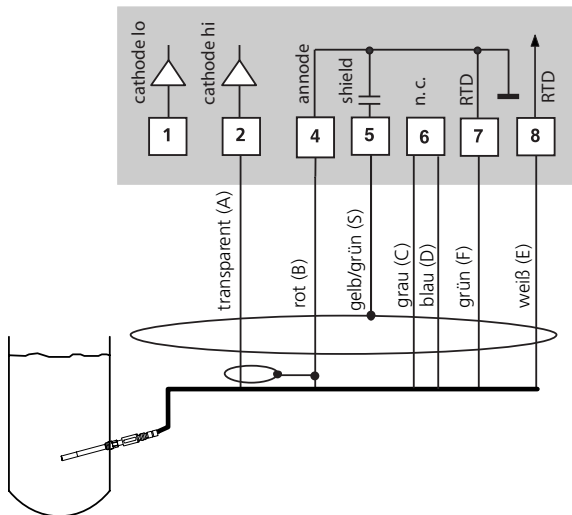 cathode lo
cathode hi
annode
shield
n. c.
RTD
RTD
1
2
4
5
6
7
8
transparent (A)
rot (B)
gelb/grün (S)
grau (C)
blau (D)
grün (F)
weiß (E)